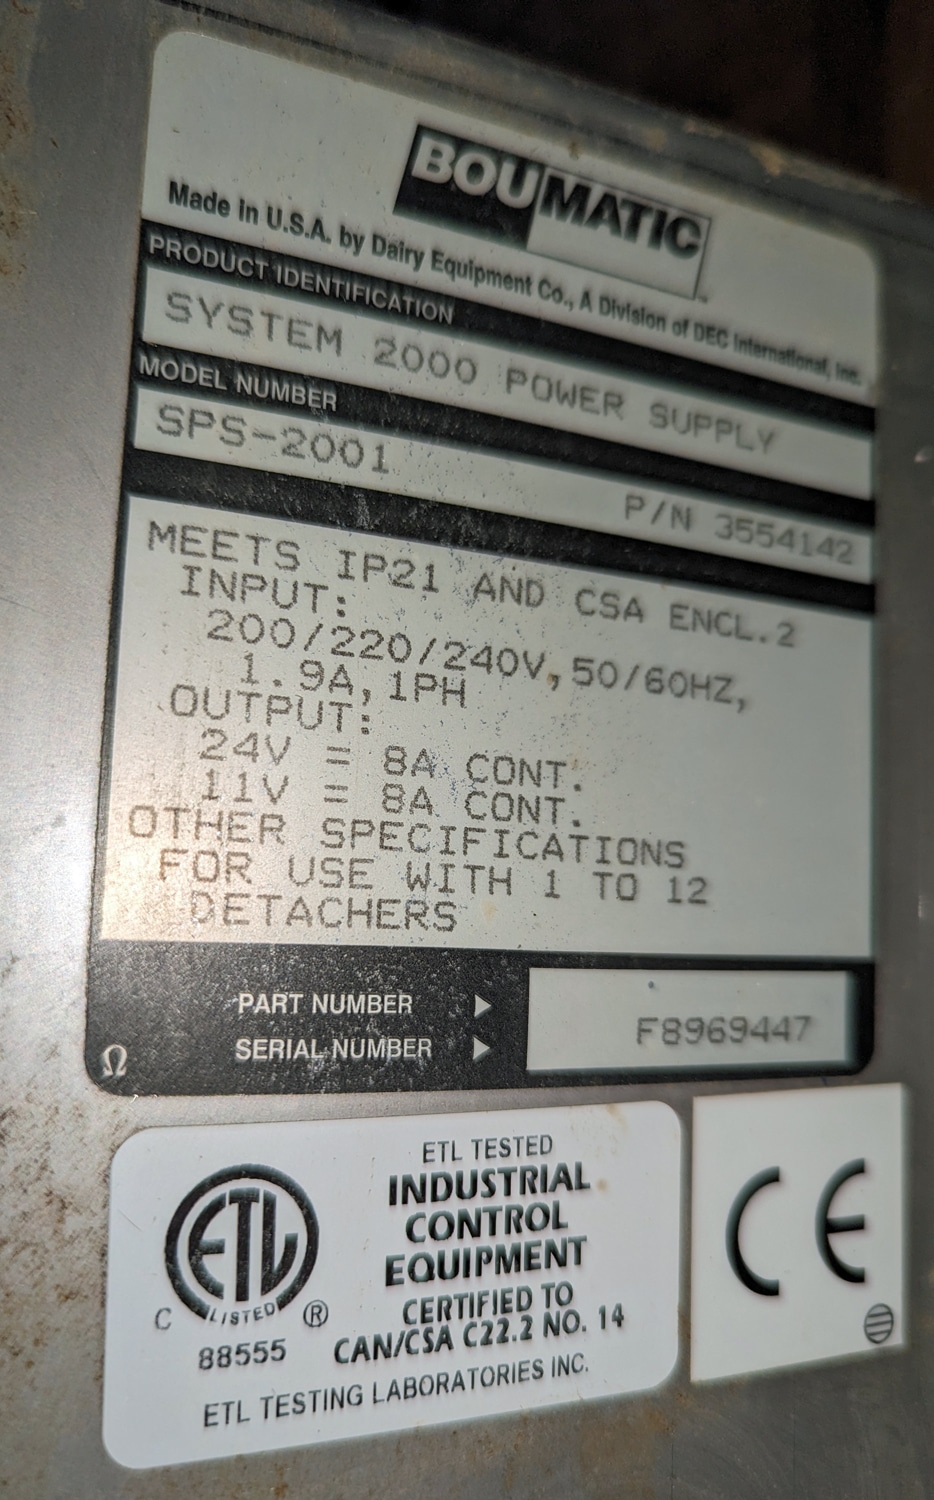 BOUMATIC
Made in U.S.A. by Dairy Equipment Co., A Division of DEC International, Inc.
PRODUCT IDENTIFICATION
SYSTEM 2000 POWER SUPPLY
MODEL NUMBER
SPS-2001
P/N 3554142
MEETS IP21 AND CSA ENCL.2
INPUT:
200/220/240V, 50/60HZ,
1.9A, 1PH
OUTPUT:
24V = 8A CONT.
11V = 8A CONT.
OTHER SPECIFICATIONS
FOR USE WITH 1 TO 12
DETACHERS
PART NUMBER
SERIAL NUMBER
F8969447
Ω
ETL TESTED
INDUSTRIAL
CONTROL
EQUIPMENT
CERTIFIED TO
CAN/CSA C22.2 NO. 14
ETL
C LISTED ®
88555
ETL TESTING LABORATORIES INC.
CE